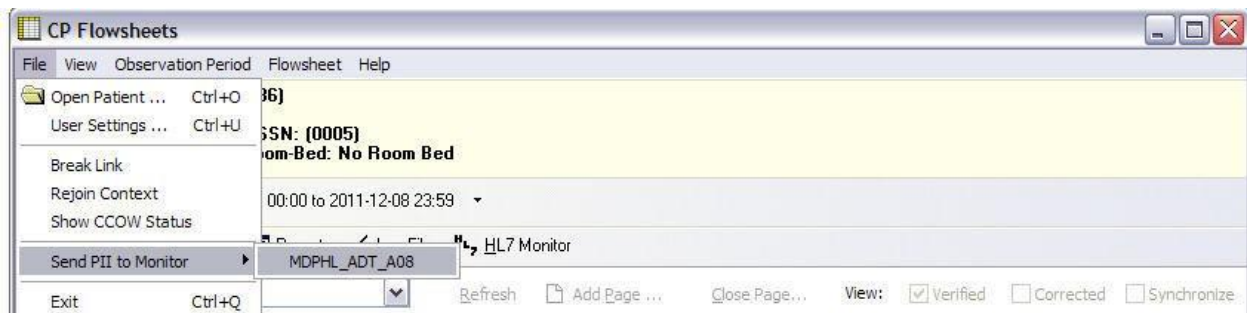 CP Flowsheets
File View Observation Period Flowsheet Help
Open Patient ... Ctrl+O 36)
User Settings ... Ctrl+U SSN: (0005)
om-Bed: No Room Bed
Break Link
Rejoin Context 00:00 to 2011-12-08 23:59
Show CCOW Status
HL7 Monitor
Send PII to Monitor MDPHL_ADT_A08
Exit Ctrl+Q Refresh Add Page ... Close Page... View: Verified Corrected Synchronize